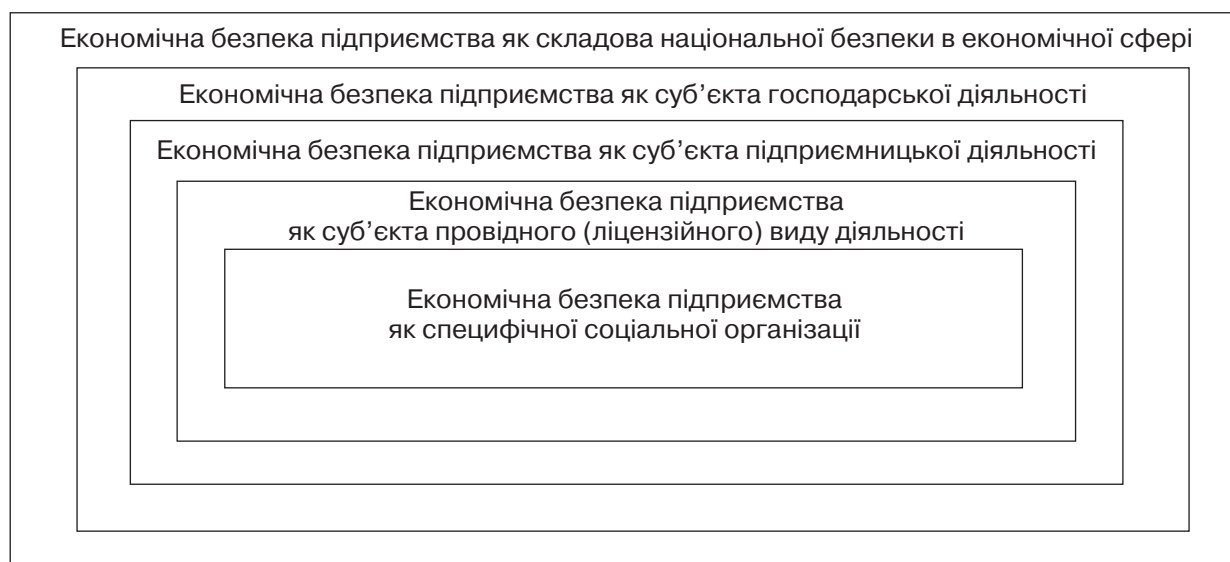 Економічна безпека підприємства як складова національної безпеки в економічної сфері
Економічна безпека підприємства як суб’єкта господарської діяльності
Економічна безпека підприємства як суб’єкта підприємницької діяльності
Економічна безпека підприємства
як суб’єкта провідного (ліцензійного) виду діяльності
Економічна безпека підприємства
як специфічної соціальної організації